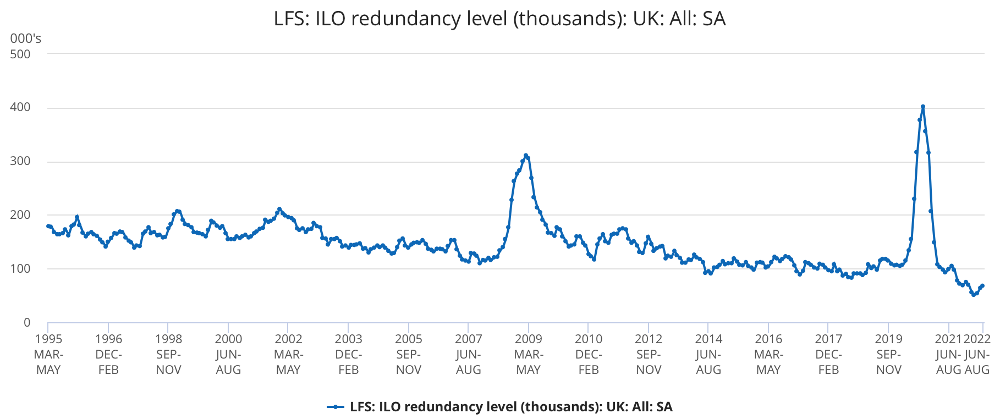 LFS: ILO redundancy level (thousands): UK: All: SA
000's
500
400
300
200
100
0
1995 1996 1998 2000 2002 2003 2005 2007 2009 2010 2012 2014 2016 2017 2019 2021 2022
MAR- DEC- SEP- JUN- MAR- DEC- SEP- JUN- MAR- DEC- SEP- JUN- MAR- DEC- SEP- JUN- JUN-
MAY FEB NOV AUG MAY FEB NOV AUG MAY FEB NOV AUG MAY FEB NOV AUG AUG
LFS: ILO redundancy level (thousands): UK: All: SA